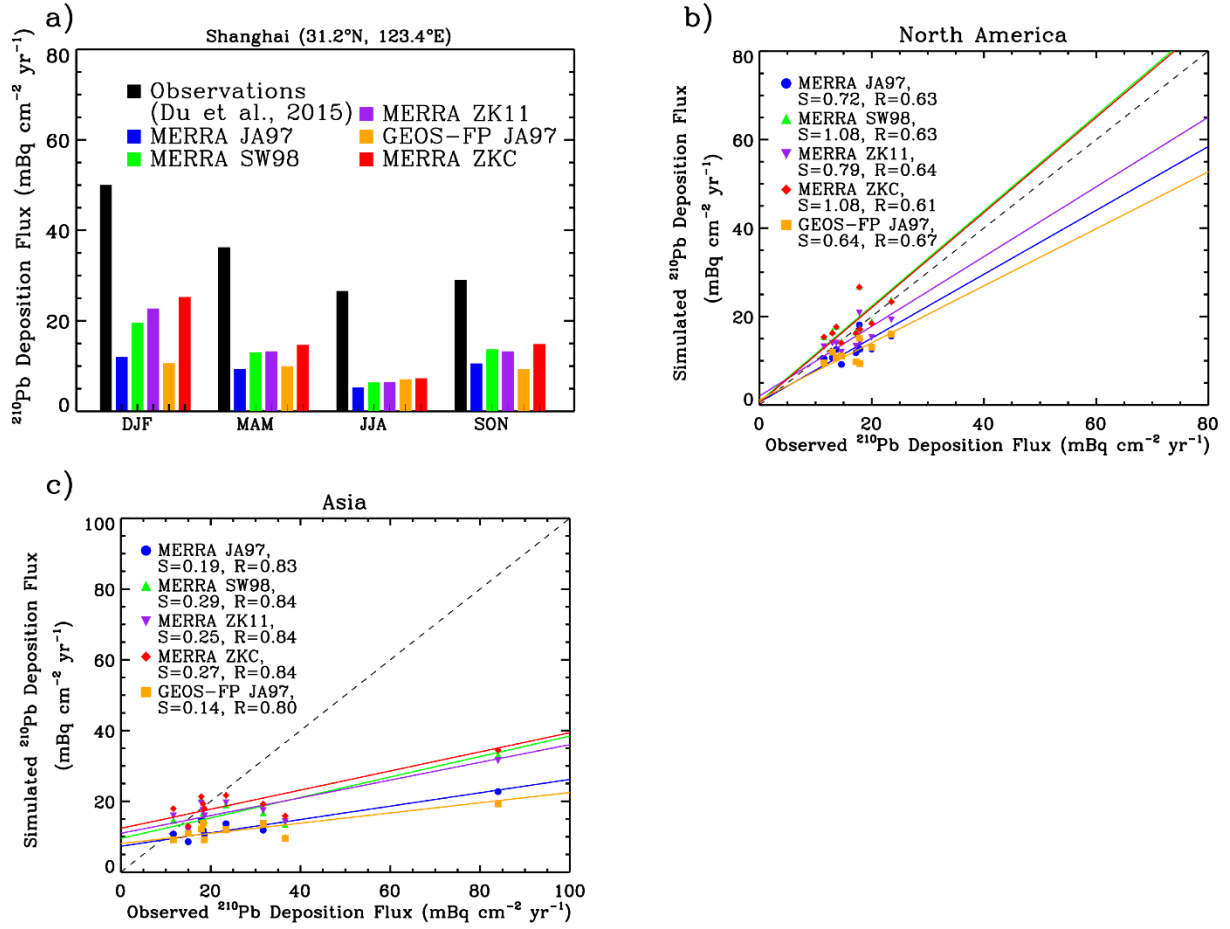 a)
Shanghai (31.2°N, 123.4°E)
²¹⁰Pb Deposition Flux (mBq cm⁻² yr⁻¹)
80
60
40
20
0
Observations
(Du et al., 2015)
MERRA JA97
MERRA SW98
MERRA ZK11
GEOS-FP JA97
MERRA ZKC
DJF MAM JJA SON
b)
North America
Simulated ²¹⁰Pb Deposition Flux
(mBq cm⁻² yr⁻¹)
80
60
40
20
0
MERRA JA97,
S=0.72, R=0.63
MERRA SW98,
S=1.08, R=0.63
MERRA ZK11,
S=0.79, R=0.64
MERRA ZKC,
S=1.08, R=0.61
GEOS-FP JA97,
S=0.64, R=0.67
0 20 40 60 80
Observed ²¹⁰Pb Deposition Flux (mBq cm⁻² yr⁻¹)
c)
Asia
Simulated ²¹⁰Pb Deposition Flux
(mBq cm⁻² yr⁻¹)
100
80
60
40
20
0
MERRA JA97,
S=0.19, R=0.83
MERRA SW98,
S=0.29, R=0.84
MERRA ZK11,
S=0.25, R=0.84
MERRA ZKC,
S=0.27, R=0.84
GEOS-FP JA97,
S=0.14, R=0.80
0 20 40 60 80 100
Observed ²¹⁰Pb Deposition Flux (mBq cm⁻² yr⁻¹)